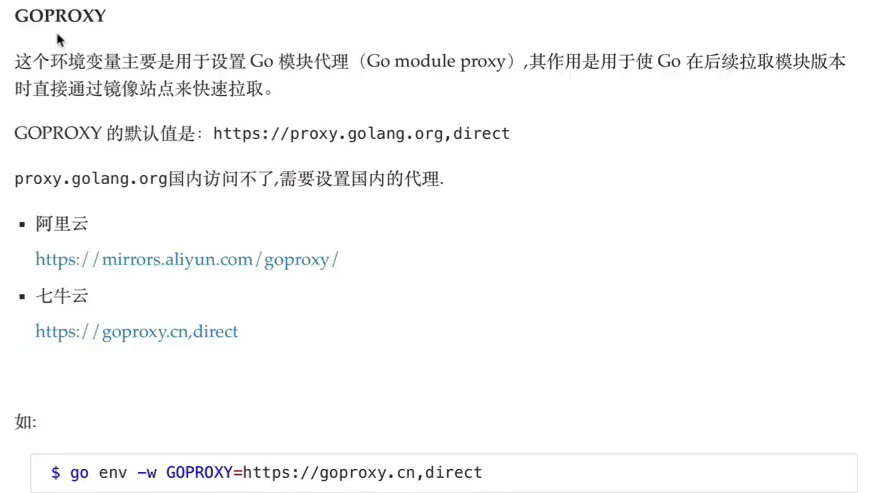 GOPROXY
这个环境变量主要是用于设置 Go 模块代理（Go module proxy）,其作用是用于使 Go 在后续拉取模块版本
时直接通过镜像站点来快速拉取。
GOPROXY 的默认值是：https://proxy.golang.org,direct
proxy.golang.org国内访问不了,需要设置国内的代理.
▪ 阿里云
https://mirrors.aliyun.com/goproxy/
▪ 七牛云
https://goproxy.cn,direct
如:
$ go env -w GOPROXY=https://goproxy.cn,direct